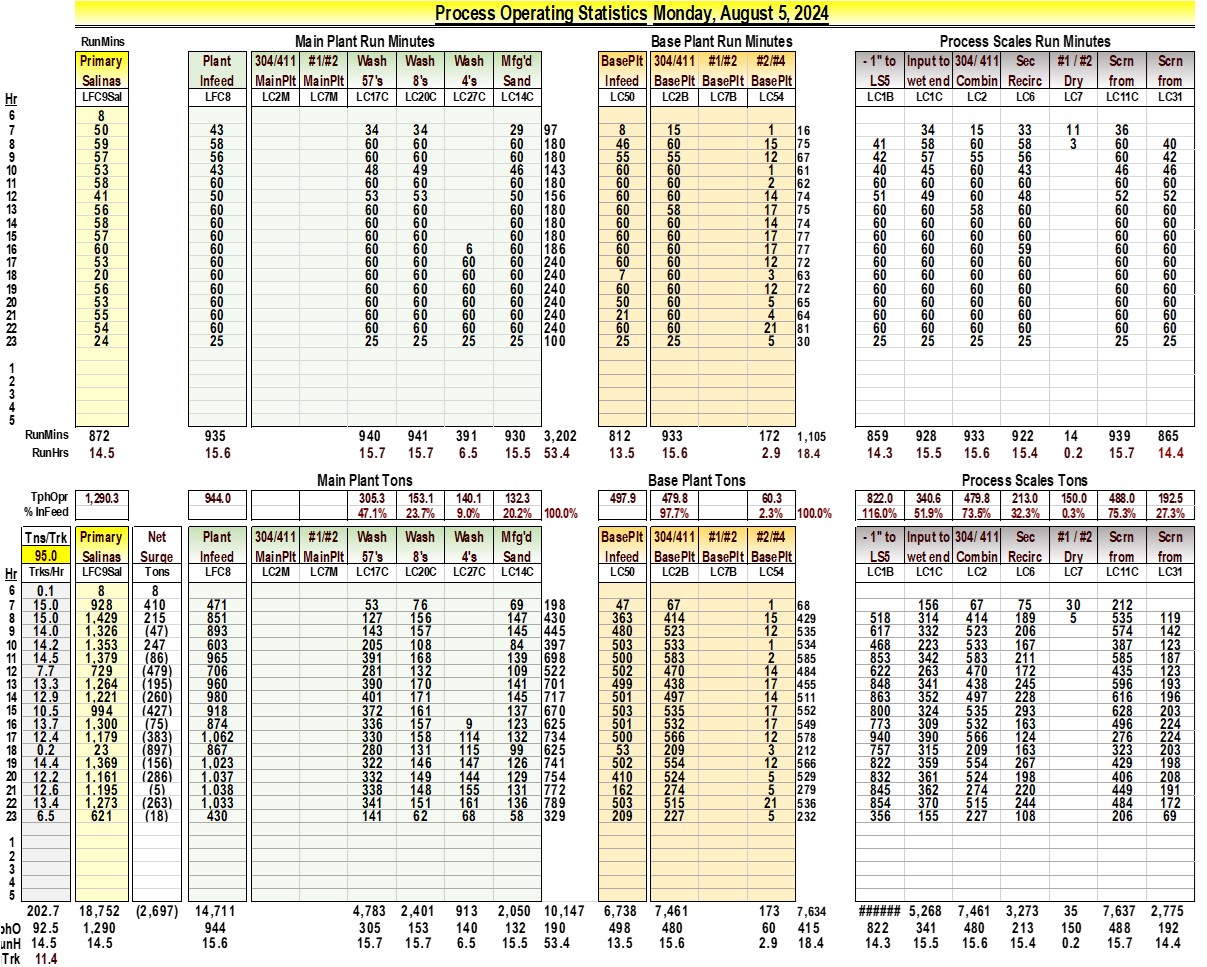 Process Operating Statistics Monday, August 5, 2024
RunMins Main Plant Run Minutes Base Plant Run Minutes Process Scales Run Minutes
Primary Plant 304/411 #1/#2 Wash Wash Wash Mfg'd BasePlt 304/411 #1/#2 #2/#4 - 1" to Input to 304/ 411 Sec #1 / #2 Scrn Scrn
Salinas Infeed MainPlt MainPlt 57's 8's 4's Sand Infeed BasePlt BasePlt BasePlt LS5 wet end Combin Recirc Dry from from
Hr LFC9Sal LFC8 LC2M LC7M LC17C LC20C LC27C LC14C LC50 LC2B LC7B LC54 LC1B LC1C LC2 LC6 LC7 LC11C LC31
6 8
7 50 43 34 34 29 97 8 15 1 16 34 15 33 11 36
8 59 58 60 60 60 180 46 60 15 75 41 58 60 58 3 60 40
9 57 56 60 60 60 180 55 55 12 67 42 57 55 56 60 42
10 53 43 48 49 46 143 60 60 1 61 40 45 60 43 46 46
11 58 60 60 60 60 180 60 60 2 62 60 60 60 60 60 60
12 41 50 53 53 50 156 60 60 14 74 51 49 60 48 52 52
13 56 60 60 60 60 180 60 58 17 75 60 60 58 60 60 60
14 58 60 60 60 60 180 60 60 14 74 60 60 60 60 60 60
15 57 60 60 60 60 180 60 60 17 77 60 60 60 60 60 60
16 60 60 60 60 6 60 186 60 60 17 77 60 60 60 59 60 60
17 53 60 60 60 60 60 240 60 60 12 72 60 60 60 60 60 60
18 20 60 60 60 60 60 240 7 60 3 63 60 60 60 60 60 60
19 56 60 60 60 60 60 240 60 60 12 72 60 60 60 60 60 60
20 53 60 60 60 60 60 240 50 60 5 65 60 60 60 60 60 60
21 55 60 60 60 60 60 240 21 60 4 64 60 60 60 60 60 60
22 54 60 60 60 60 60 240 60 60 21 81 60 60 60 60 60 60
23 24 25 25 25 25 25 100 25 25 5 30 25 25 25 25 25 25
1
2
3
4
5
RunMins 872 935 940 941 391 930 3,202 812 933 172 1,105 859 928 933 922 14 939 865
RunHrs 14.5 15.6 15.7 15.7 6.5 15.5 53.4 13.5 15.6 2.9 18.4 14.3 15.5 15.6 15.4 0.2 15.7 14.4
Main Plant Tons Base Plant Tons Process Scales Tons
TphOpr 1,290.3 944.0 305.3 153.1 140.1 132.3 497.9 479.8 60.3 822.0 340.6 479.8 213.0 150.0 488.0 192.5
% InFeed 47.1% 23.7% 9.0% 20.2% 100.0% 97.7% 2.3% 100.0% 116.0% 51.9% 73.5% 32.3% 0.3% 75.3% 27.3%
Tns/Trk Primary Net Plant 304/411 #1/#2 Wash Wash Wash Mfg'd BasePlt 304/411 #1/#2 #2/#4 - 1" to Input to 304/ 411 Sec #1 / #2 Scrn Scrn
95.0 Salinas Surge Infeed MainPlt MainPlt 57's 8's 4's Sand Infeed BasePlt BasePlt BasePlt LS5 wet end Combin Recirc Dry from from
Hr Trks/Hr LFC9Sal Tons LFC8 LC2M LC7M LC17C LC20C LC27C LC14C LC50 LC2B LC7B LC54 LC1B LC1C LC2 LC6 LC7 LC11C LC31
6 0.1 8 8
7 15.0 928 410 471 53 76 69 198 47 67 1 68 156 67 75 30 212
8 15.0 1,429 215 851 127 156 147 430 363 414 15 429 518 314 414 189 5 535 119
9 14.0 1,326 (47) 893 143 157 145 445 480 523 12 535 617 332 523 206 574 142
10 14.2 1,353 247 603 205 108 84 397 503 533 1 534 468 223 533 167 387 123
11 14.5 1,379 (86) 965 391 168 139 698 500 583 2 585 853 342 583 211 585 187
12 7.7 729 (479) 706 281 132 109 522 502 470 14 484 622 263 470 172 435 123
13 13.3 1,264 (195) 960 390 170 141 701 499 438 17 455 848 341 438 245 596 193
14 12.9 1,221 (260) 980 401 171 145 717 501 497 14 511 863 352 497 228 616 196
15 10.5 994 (427) 918 372 161 137 670 503 535 17 552 800 324 535 293 628 203
16 13.7 1,300 (75) 874 336 157 9 123 625 501 532 17 549 773 309 532 163 496 224
17 12.4 1,179 (383) 1,062 330 158 114 132 734 500 566 12 578 940 390 566 124 276 224
18 0.2 23 (897) 867 280 131 115 99 625 53 209 3 212 757 315 209 163 323 203
19 14.4 1,369 (156) 1,023 322 146 147 126 741 502 554 12 566 822 359 554 267 429 198
20 12.2 1,161 (286) 1,037 332 149 144 129 754 410 524 5 529 832 361 524 198 406 208
21 12.6 1,195 (5) 1,038 338 148 155 131 772 162 274 5 279 845 362 274 220 449 191
22 13.4 1,273 (263) 1,033 341 151 161 136 789 503 515 21 536 854 370 515 244 484 172
23 6.5 621 (18) 430 141 62 68 58 329 209 227 5 232 356 155 227 108 206 69
1
2
3
4
5
202.7 18,752 (2,697) 14,711 4,783 2,401 913 2,050 10,147 6,738 7,461 173 7,634 ###### 5,268 7,461 3,273 35 7,637 2,775
phO 92.5 1,290 944 305 153 140 132 190 498 480 60 415 822 341 480 213 150 488 192
unH 14.5 14.5 15.6 15.7 15.7 6.5 15.5 53.4 13.5 15.6 2.9 18.4 14.3 15.5 15.6 15.4 0.2 15.7 14.4
Trk 11.4